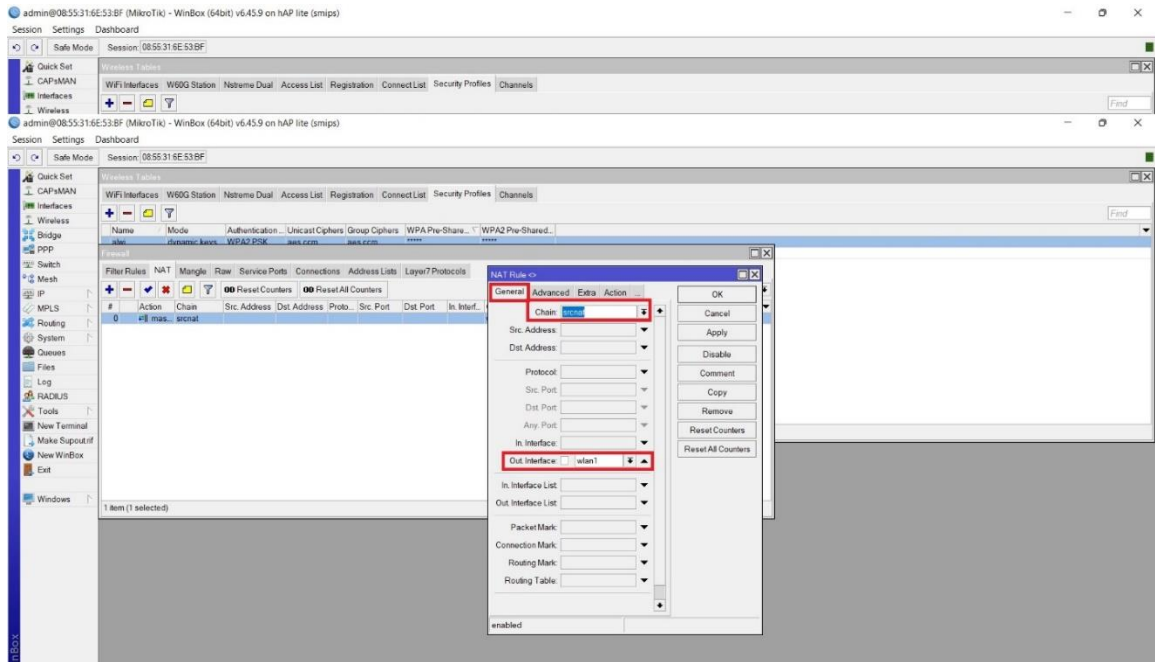 admin@08:55:31:6E:53:BF (MikroTik) - WinBox (64bit) v6.45.9 on hAP lite (smips)
Session Settings Dashboard
Safe Mode Session: 08:55:31:6E:53:BF
Quick Set
CAPsMAN
Interfaces
Wireless
Wireless Tables
WiFi Interfaces W60G Station Nstreme Dual Access List Registration Connect List Security Profiles Channels
Find
admin@08:55:31:6E:53:BF (MikroTik) - WinBox (64bit) v6.45.9 on hAP lite (smips)
Session Settings Dashboard
Safe Mode Session: 08:55:31:6E:53:BF
Quick Set
CAPsMAN
Interfaces
Wireless
Bridge
PPP
Switch
Mesh
IP
MPLS
Routing
System
Queues
Files
Log
RADIUS
Tools
New Terminal
Make Supout.rif
New WinBox
Exit
Windows
Wireless Tables
WiFi Interfaces W60G Station Nstreme Dual Access List Registration Connect List Security Profiles Channels
Find
Name Mode Authentication ... Unicast Ciphers Group Ciphers WPA Pre-Share... WPA2 Pre-Shared...
alwi dynamic keys WPA2 PSK aes ccm aes ccm ***** *****
Firewall
Filter Rules NAT Mangle Raw Service Ports Connections Address Lists Layer7 Protocols
00 Reset Counters 00 Reset All Counters
# Action Chain Src. Address Dst. Address Proto... Src. Port Dst. Port In. Interf...
0 mas... srcnat
1 item (1 selected)
NAT Rule <>
General Advanced Extra Action ...
Chain: srcnat
Src. Address:
Dst. Address:
Protocol:
Src. Port:
Dst. Port:
Any. Port:
In. Interface:
Out. Interface: wlan1
In. Interface List:
Out. Interface List:
Packet Mark:
Connection Mark:
Routing Mark:
Routing Table:
OK
Cancel
Apply
Disable
Comment
Copy
Remove
Reset Counters
Reset All Counters
enabled